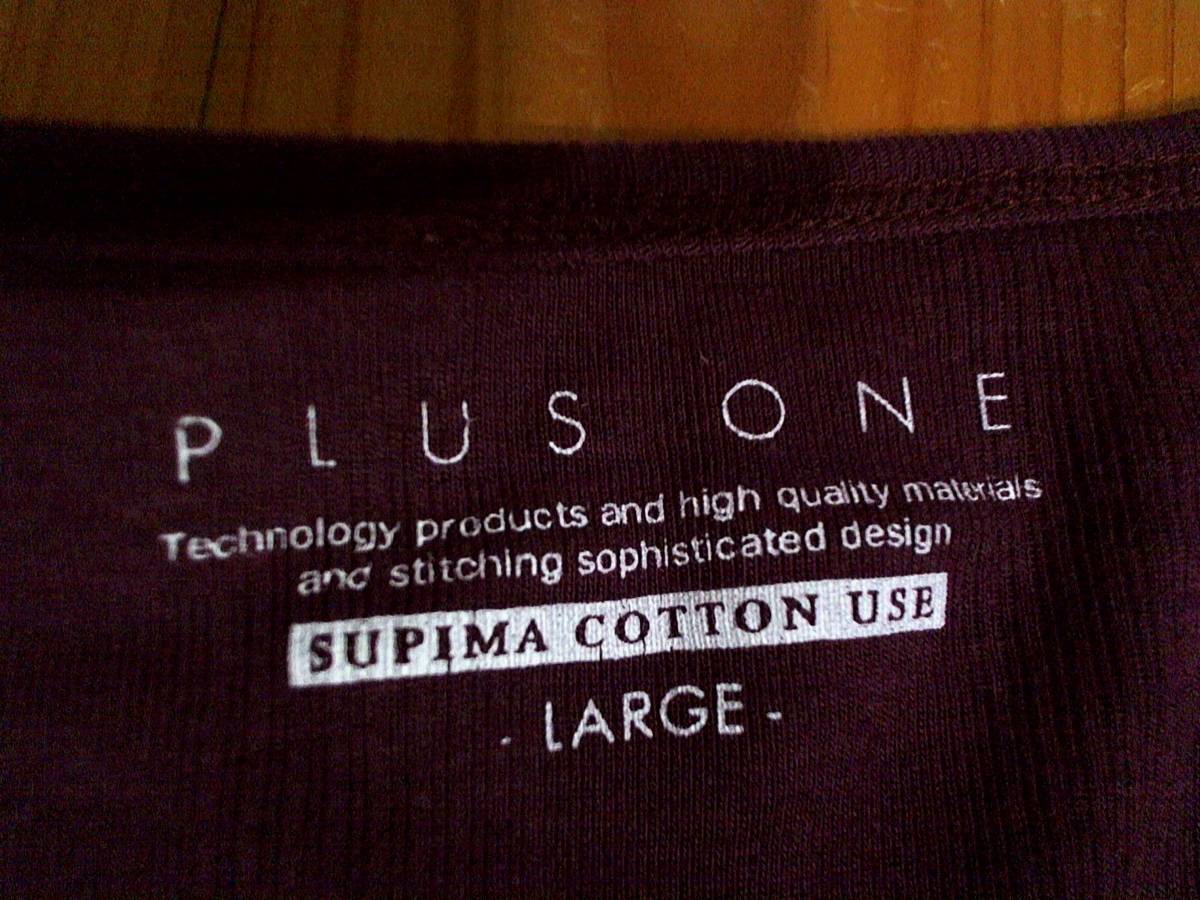 PLUS ONE
Technology products and high quality materials
and stitching sophisticated design
SUPIMA COTTON USE
- LARGE -